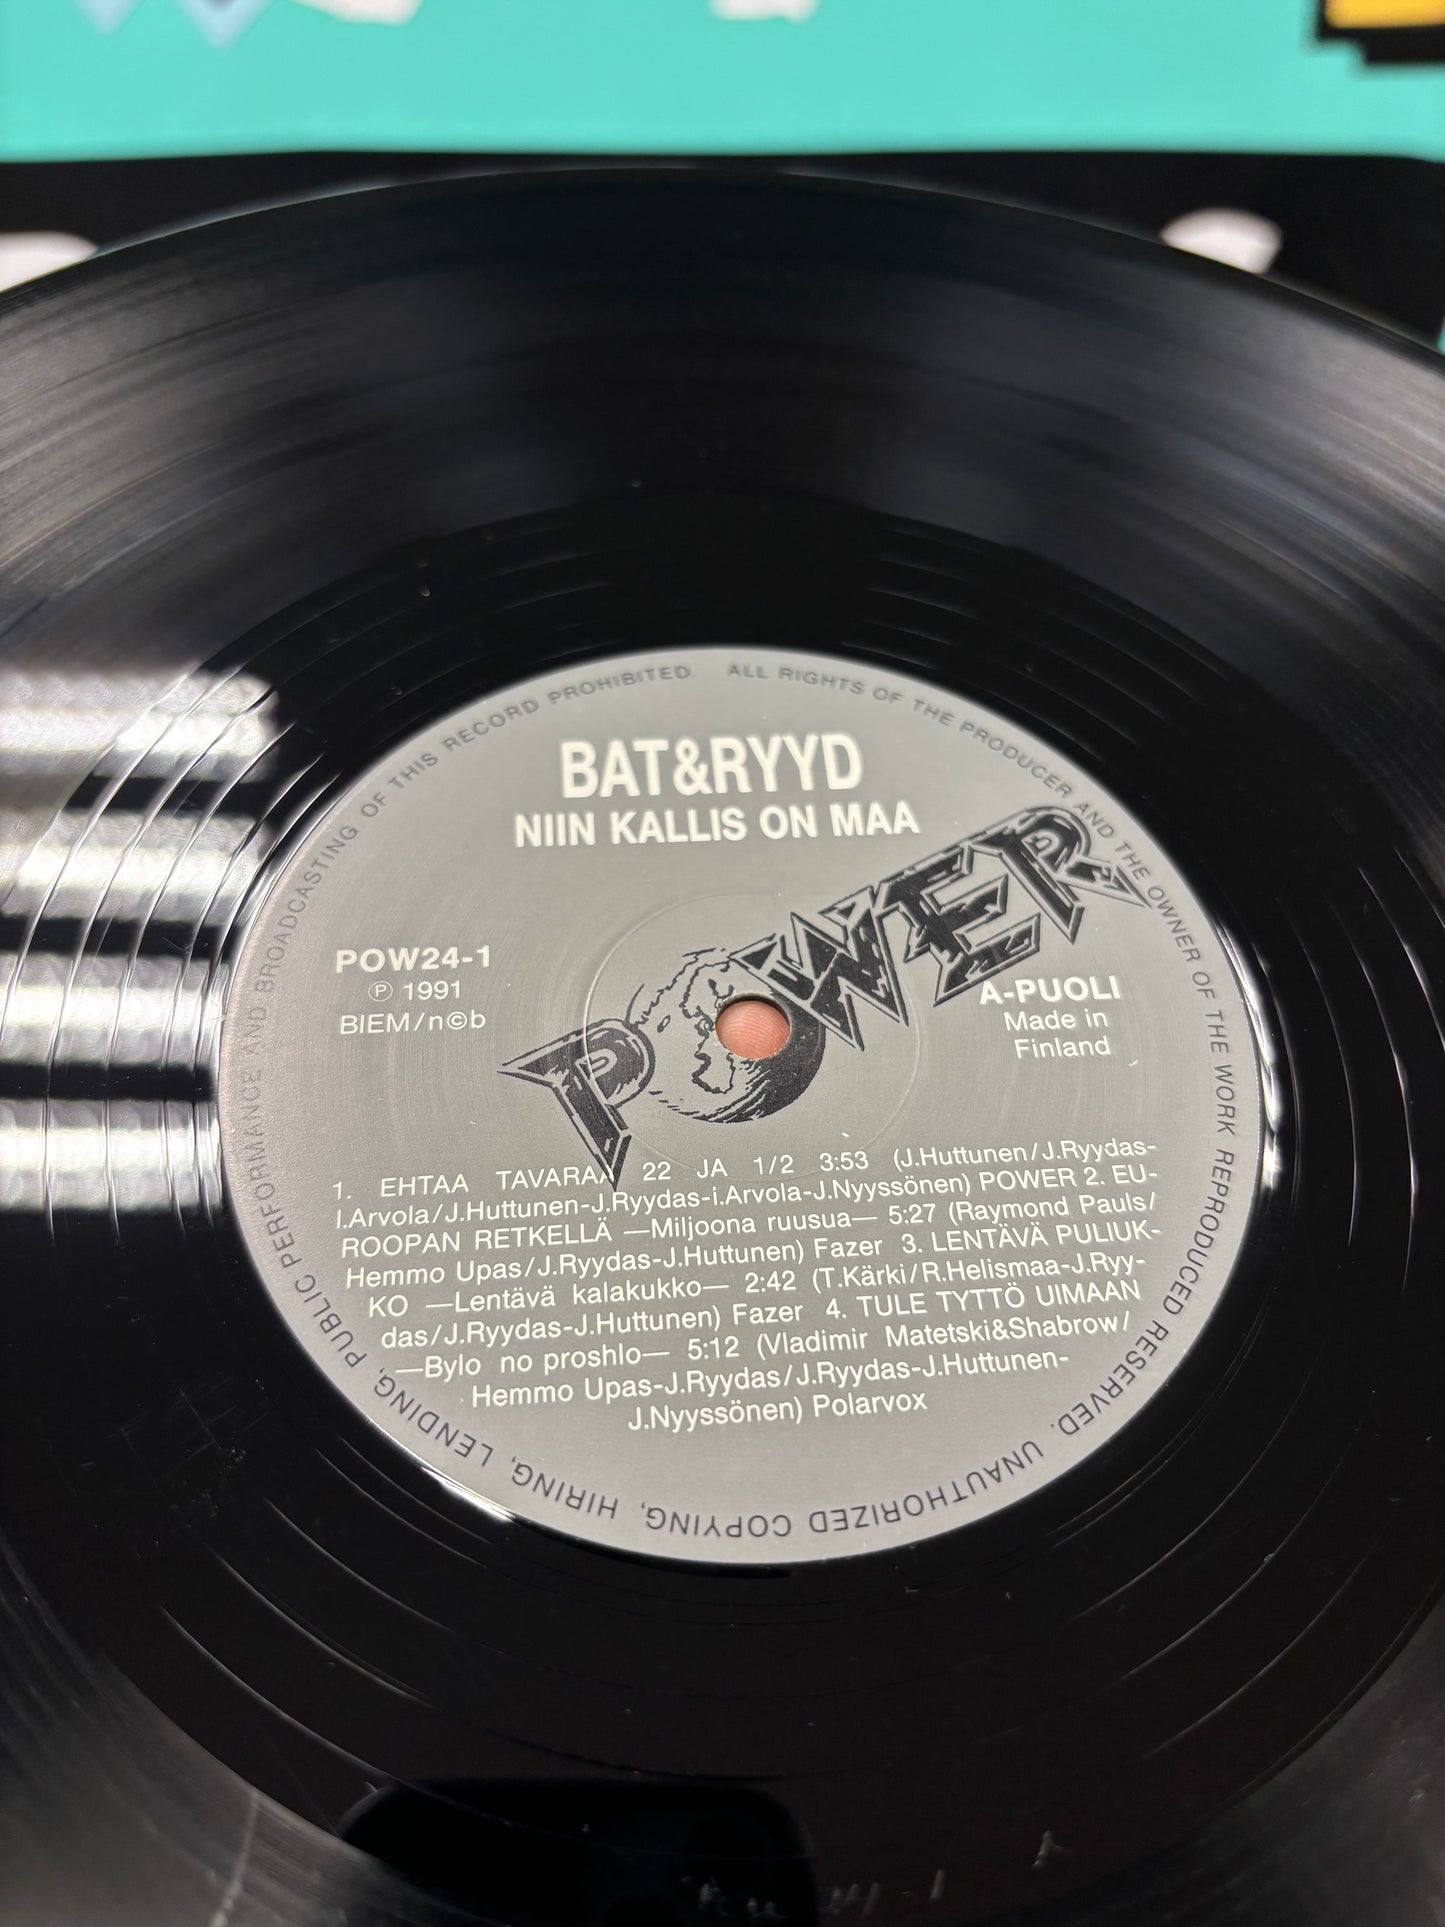 BAT&RYYD
NIIN KALLIS ON MAA
POWER
POW24-1
Ⓟ 1991
BIEM/n©b
A-PUOLI
Made in
Finland
1. EHTAA TAVARAA 22 JA 1/2 3:53 (J.Huttunen/J.Ryydas-
I.Arvola/J.Huttunen-J.Ryydas-i.Arvola-J.Nyyssönen) POWER 2. EU-
ROOPAN RETKELLÄ —Miljoona ruusua— 5:27 (Raymond Pauls/
Hemmo Upas/J.Ryydas-J.Huttunen) Fazer 3. LENTÄVÄ PULIUK-
KO —Lentävä kalakukko— 2:42 (T.Kärki/R.Helismaa-J.Ryy-
das/J.Ryydas-J.Huttunen) Fazer 4. TULE TYTTÖ UIMAAN
—Bylo no proshlo— 5:12 (Vladimir Matetski&Shabrow/
Hemmo Upas-J.Ryydas/J.Ryydas-J.Huttunen-
J.Nyyssönen) Polarvox
ALL RIGHTS OF THE PRODUCER AND THE OWNER OF THE WORK REPRODUCED RESERVED. UNAUTHORIZED COPYING, HIRING, LENDING, PUBLIC PERFORMANCE AND BROADCASTING OF THIS RECORD PROHIBITED.